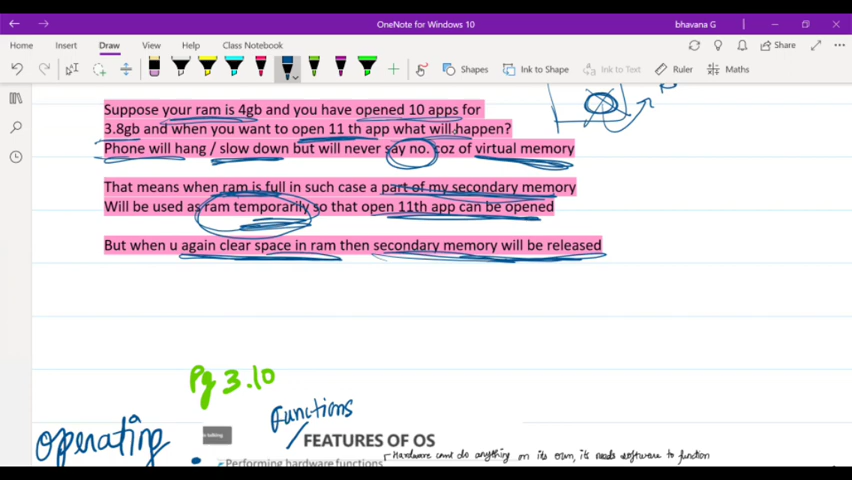 OneNote for Windows 10
bhavana G
Home Insert Draw View Help Class Notebook
Share
Shapes Ink to Shape Ink to Text Ruler Maths
Suppose your ram is 4gb and you have opened 10 apps for
3.8gb and when you want to open 11 th app what will happen?
Phone will hang / slow down but will never say no. coz of virtual memory
That means when ram is full in such case a part of my secondary memory
Will be used as ram temporarily so that open 11th app can be opened
But when u again clear space in ram then secondary memory will be released
Pg 3.10
Functions
operating
FEATURES OF OS
Performing hardware functions
Hardware cant do anything on its own, it needs software to function